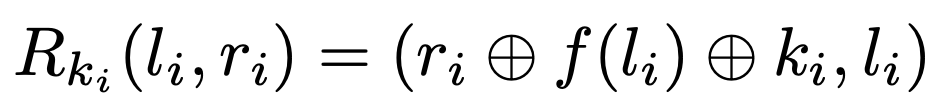 R_{k_i}(l_i, r_i) = (r_i ⊕ f(l_i) ⊕ k_i, l_i)